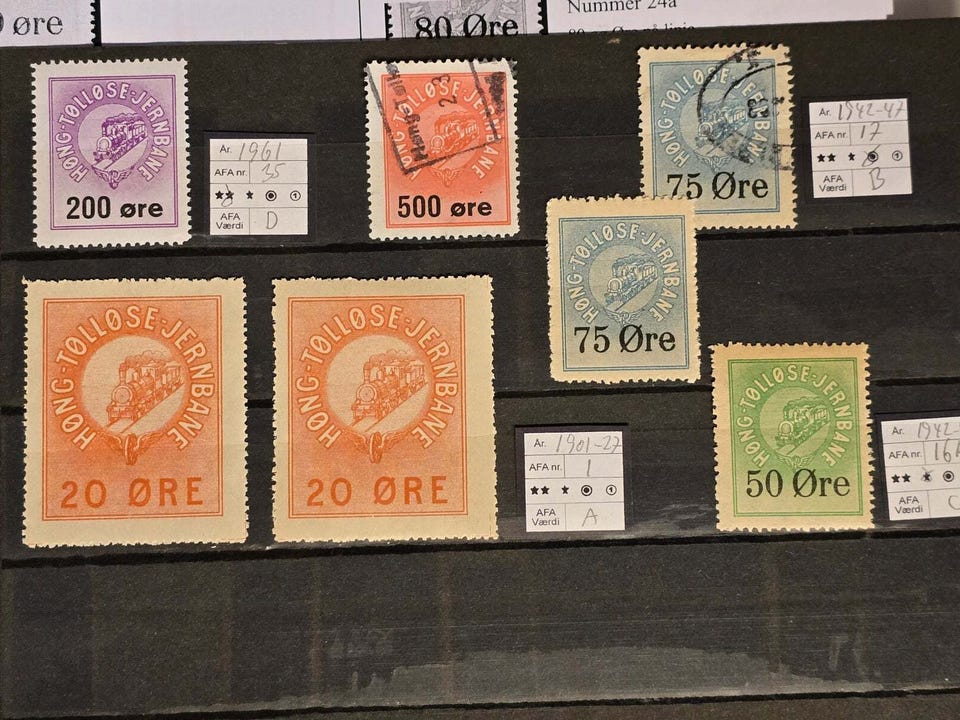 0 øre
80 Øre
Nummer 24a
HØNG-TØLLØSE-JERNBANE
200 øre
År. 1961
AFA nr. 35
★★ ★
AFA
Værdi D
HØNG-TØLLØSE-JERNBANE
500 øre
HØNG-TØLLØSE-JERNBANE
75 Øre
År. 1942-47
AFA nr. 17
★★ ★
AFA
Værdi B
HØNG-TØLLØSE-JERNBANE
75 Øre
HØNG-TØLLØSE-JERNBANE
20 ØRE
HØNG-TØLLØSE-JERNBANE
20 ØRE
År. 1901-27
AFA nr. 1
★★ ★
AFA
Værdi A
HØNG-TØLLØSE-JERNBANE
50 Øre
År. 1942-
AFA nr. 16
★★ ★
AFA
Værdi C